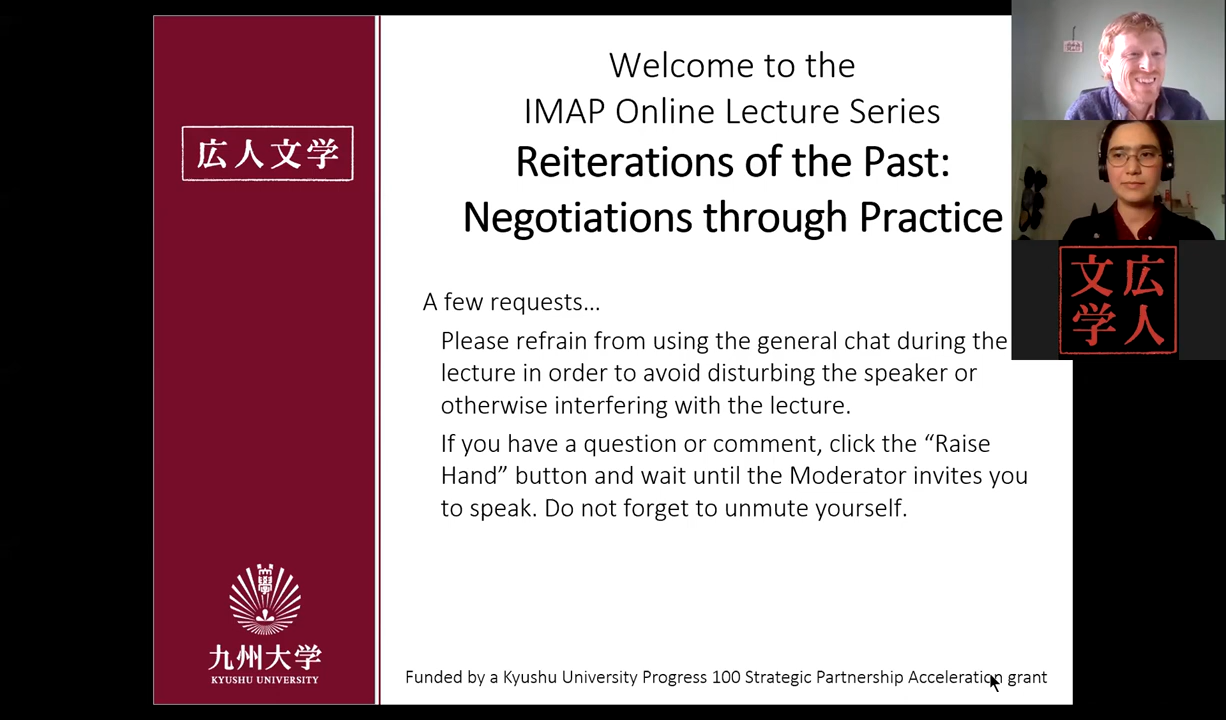 広人文学
Welcome to the
IMAP Online Lecture Series
Reiterations of the Past:
Negotiations through Practice
A few requests...
Please refrain from using the general chat during the
lecture in order to avoid disturbing the speaker or
otherwise interfering with the lecture.
If you have a question or comment, click the “Raise
Hand” button and wait until the Moderator invites you
to speak. Do not forget to unmute yourself.
九州大学
KYUSHU UNIVERSITY
Funded by a Kyushu University Progress 100 Strategic Partnership Acceleration grant
広人
文学